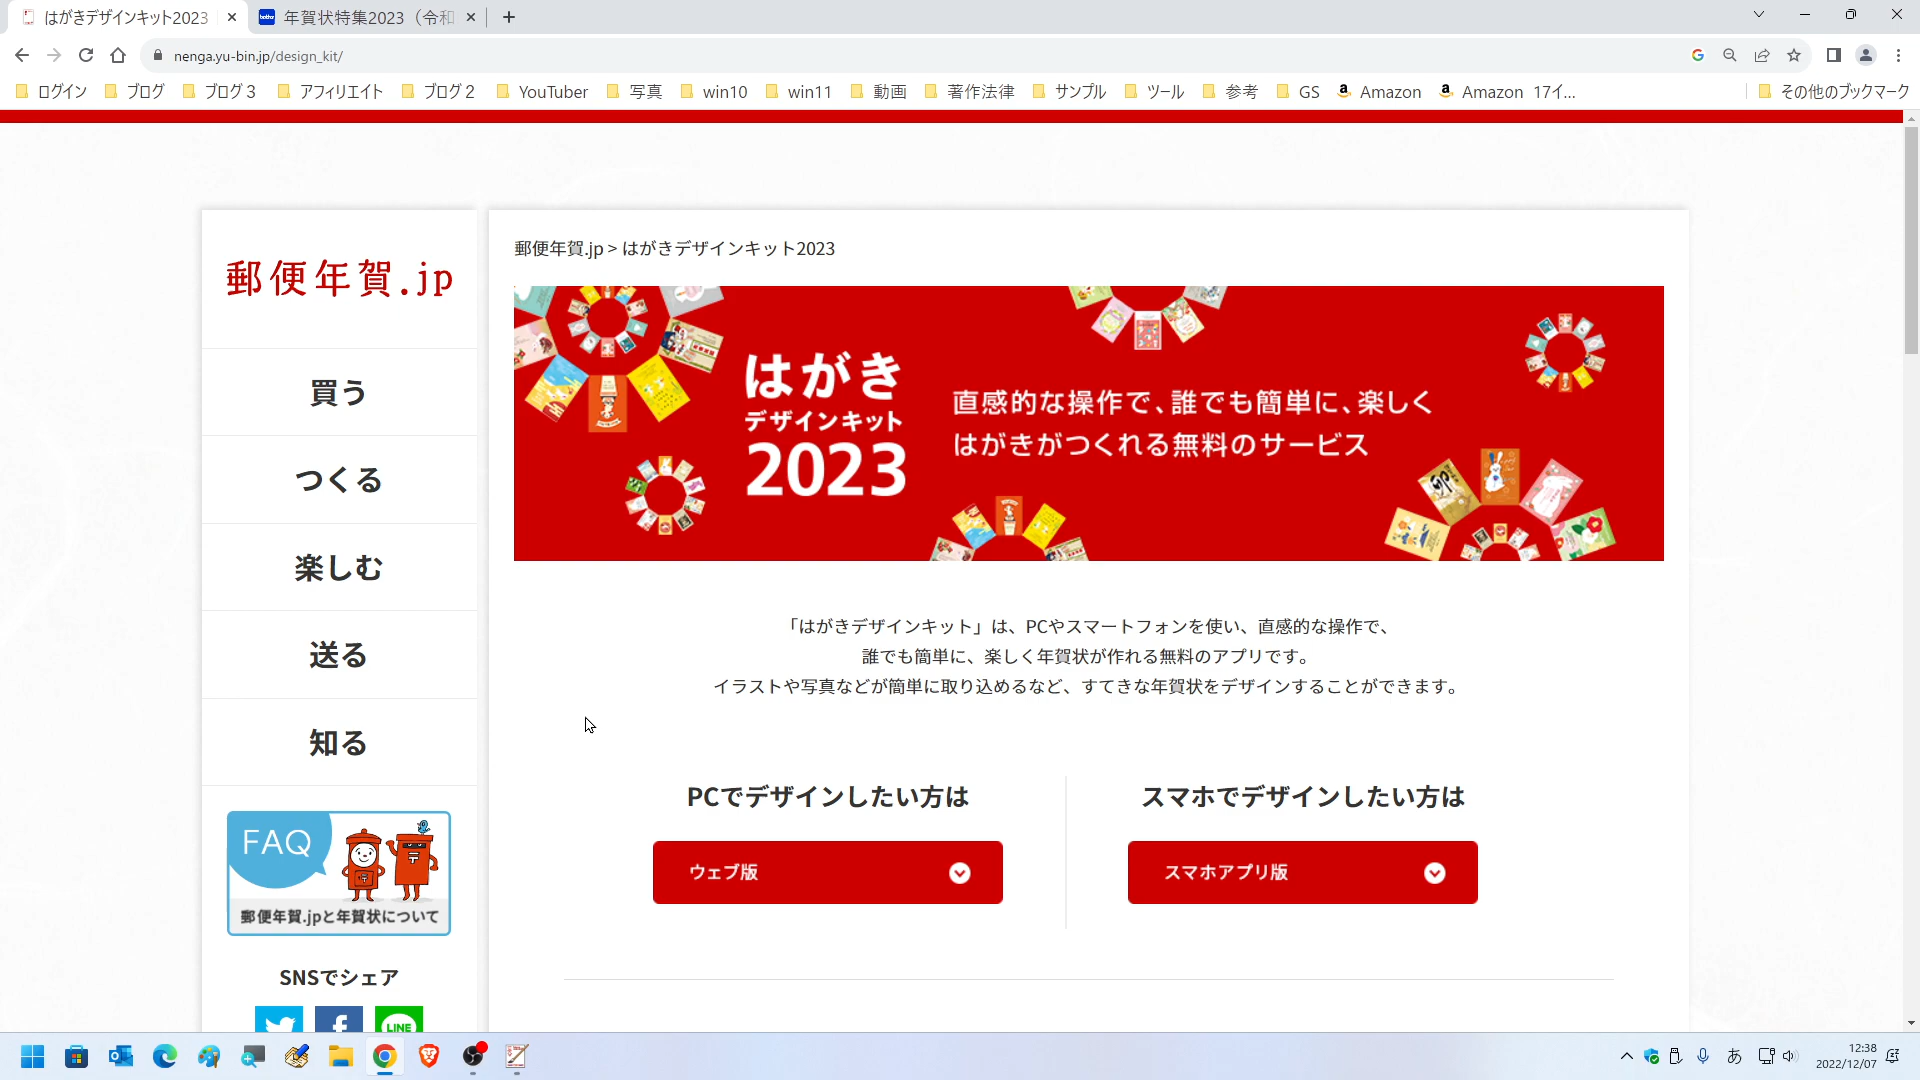 はがきデザインキット2023
年賀状特集2023（令和
nenga.yu-bin.jp/design_kit/
ログイン ブログ ブログ３ アフィリエイト ブログ２ YouTuber 写真 win10 win11 動画 著作法律 サンプル ツール 参考 GS Amazon Amazon 17イ... その他のブックマーク
郵便年賀.jp
買う
つくる
楽しむ
送る
知る
FAQ
郵便年賀.jpと年賀状について
SNSでシェア
LINE
郵便年賀.jp > はがきデザインキット2023
はがき
デザインキット
2023
直感的な操作で、誰でも簡単に、楽しく
はがきがつくれる無料のサービス
「はがきデザインキット」は、PCやスマートフォンを使い、直感的な操作で、
誰でも簡単に、楽しく年賀状が作れる無料のアプリです。
イラストや写真などが簡単に取り込めるなど、すてきな年賀状をデザインすることができます。
PCでデザインしたい方は
ウェブ版
スマホでデザインしたい方は
スマホアプリ版
あ
12:38
2022/12/07